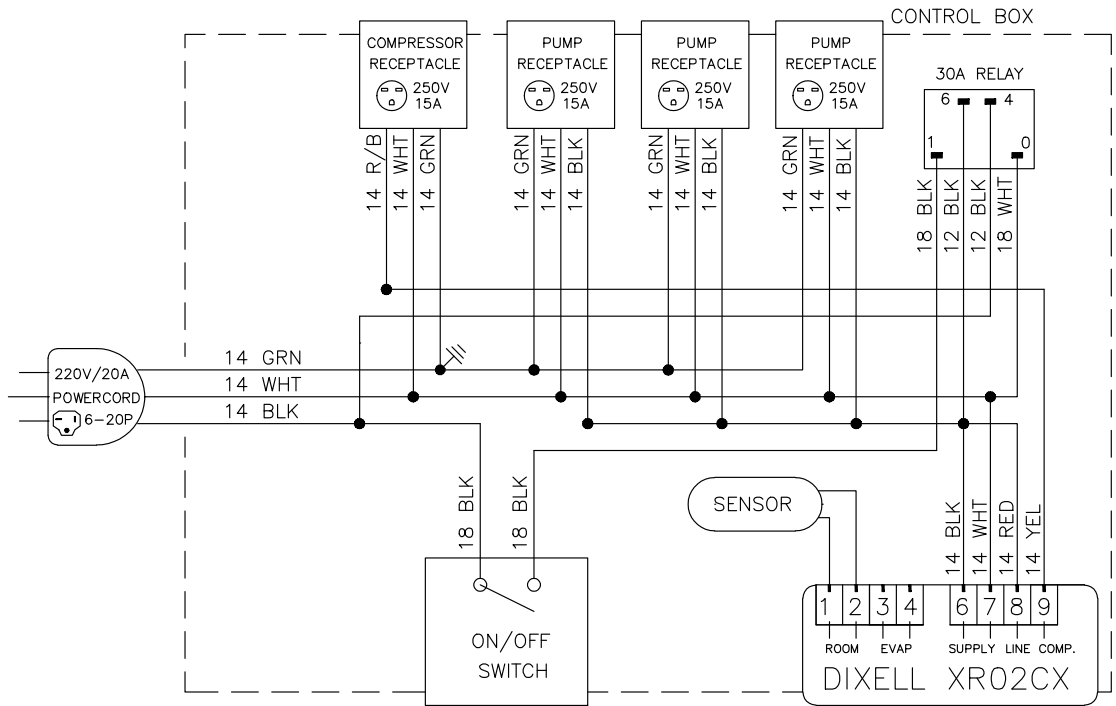 CONTROL BOX
COMPRESSOR
RECEPTACLE
250V
15A
PUMP
RECEPTACLE
250V
15A
PUMP
RECEPTACLE
250V
15A
PUMP
RECEPTACLE
250V
15A
30A RELAY
6
4
1
0
14 R/B
14 WHT
14 GRN
14 GRN
14 WHT
14 BLK
14 GRN
14 WHT
14 BLK
14 GRN
14 WHT
14 BLK
18 BLK
12 BLK
12 BLK
18 WHT
220V/20A
POWERCORD
6-20P
14 GRN
14 WHT
14 BLK
18 BLK
18 BLK
ON/OFF
SWITCH
SENSOR
14 BLK
14 WHT
14 RED
14 YEL
1 2 3 4 6 7 8 9
ROOM EVAP SUPPLY LINE COMP.
DIXELL XR02CX